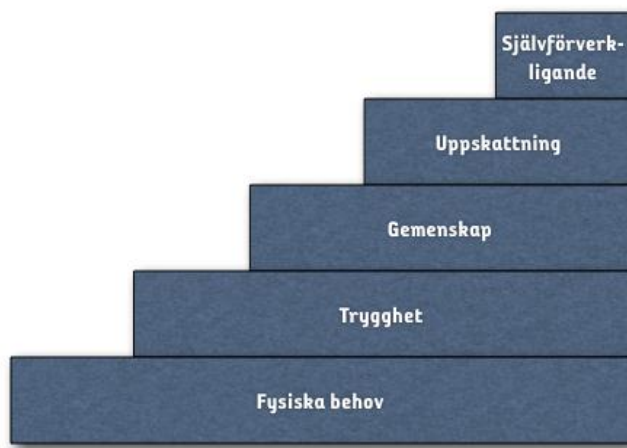 Självförverk-
ligande
Uppskattning
Gemenskap
Trygghet
Fysiska behov